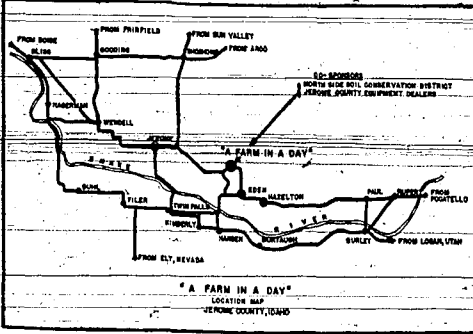 FROM FAIRFIELD
FROM SUN VALLEY
FROM BOISE
BLISS
GOODING
SHOSHONE
FROM ARCO
CO-SPONSORS
NORTH SIDE SOIL CONSERVATION DISTRICT
JEROME COUNTY EQUIPMENT DEALERS
HAGERMAN
WENDELL
JEROME
"A FARM IN A DAY"
SNAKE
EDEN
HAZELTON
PAUL
RUPERT
FROM
POCATELLO
BUHL
FILER
TWIN FALLS
RIVER
KIMBERLY
HANSEN
MURTAUGH
BURLEY
FROM LOGAN, UTAH
FROM ELY, NEVADA
"A FARM IN A DAY"
LOCATION MAP
JEROME COUNTY, IDAHO